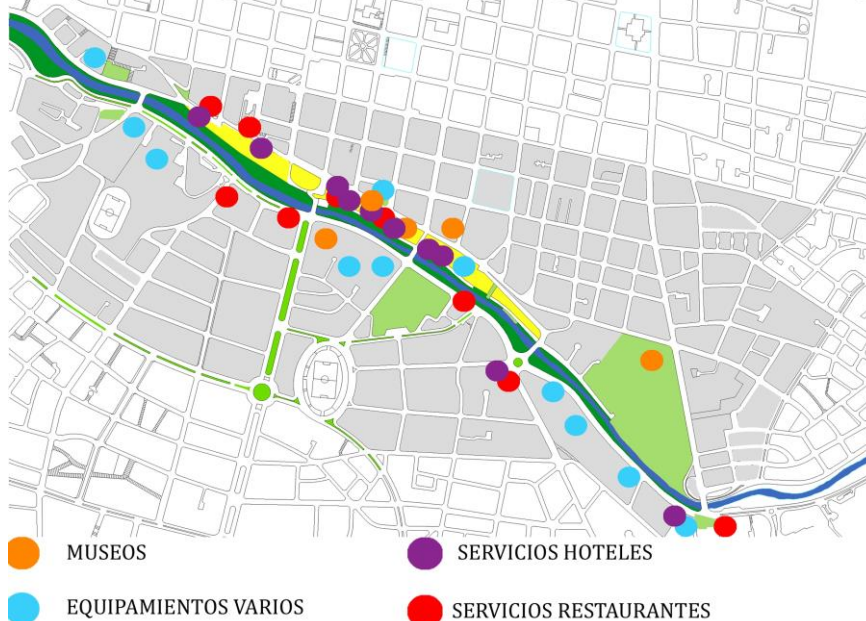 MUSEOS
SERVICIOS HOTELES
EQUIPAMIENTOS VARIOS
SERVICIOS RESTAURANTES